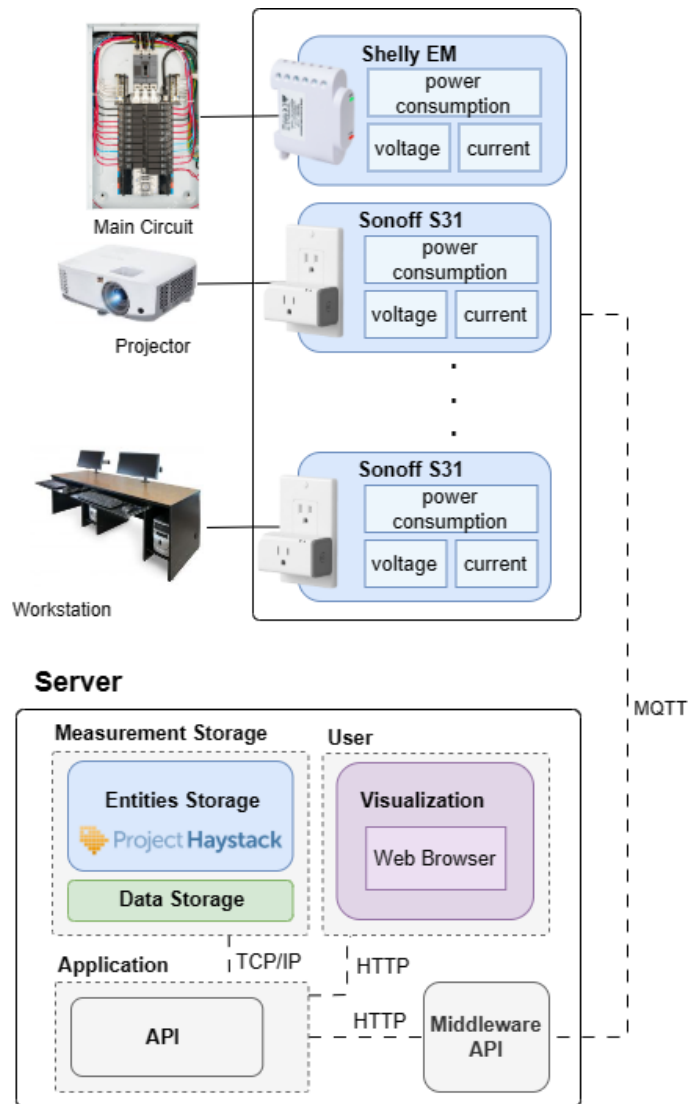 Shelly EM
power
consumption
voltage
current
Main Circuit
Sonoff S31
power
consumption
voltage
current
Projector
.
.
.
Sonoff S31
power
consumption
voltage
current
Workstation
Server
MQTT
Measurement Storage
User
Entities Storage
Project Haystack
Data Storage
Visualization
Web Browser
TCP/IP
HTTP
Application
API
HTTP
Middleware
API